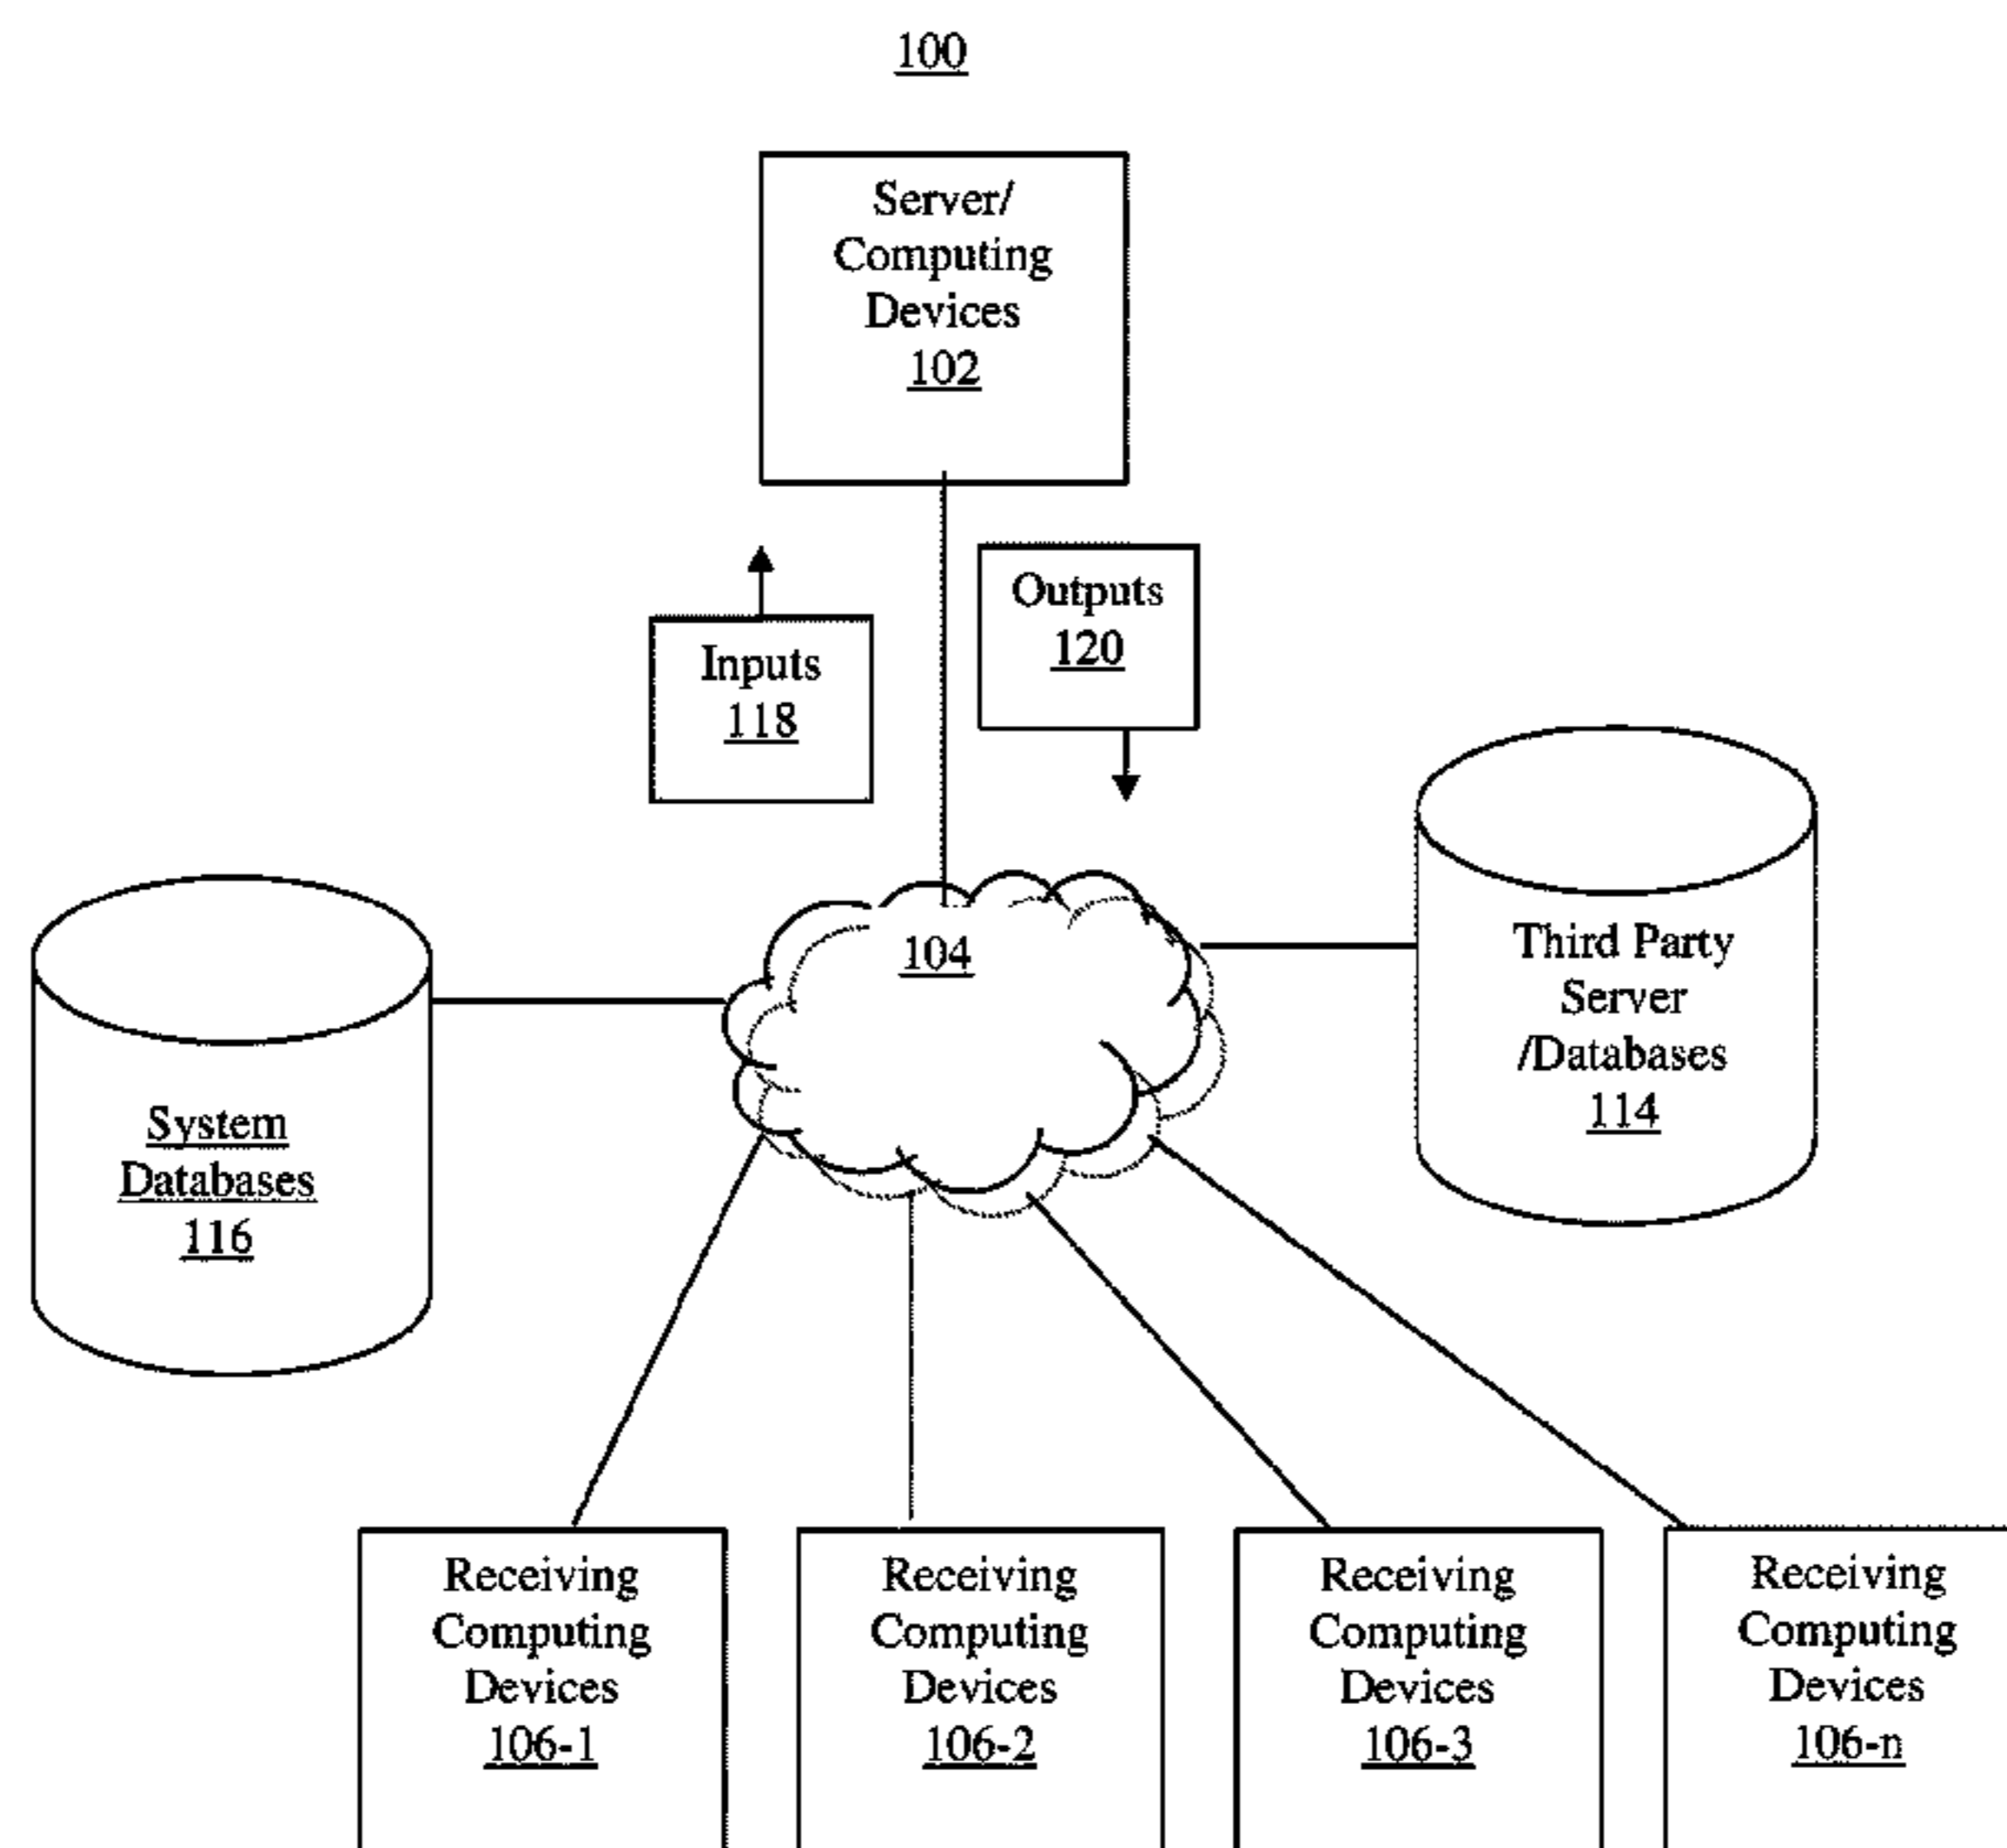 100
Server/
Computing
Devices
102
Outputs
120
Inputs
118
104
Third Party
Server
/Databases
114
System
Databases
116
Receiving
Computing
Devices
106-1
Receiving
Computing
Devices
106-2
Receiving
Computing
Devices
106-3
Receiving
Computing
Devices
106-n